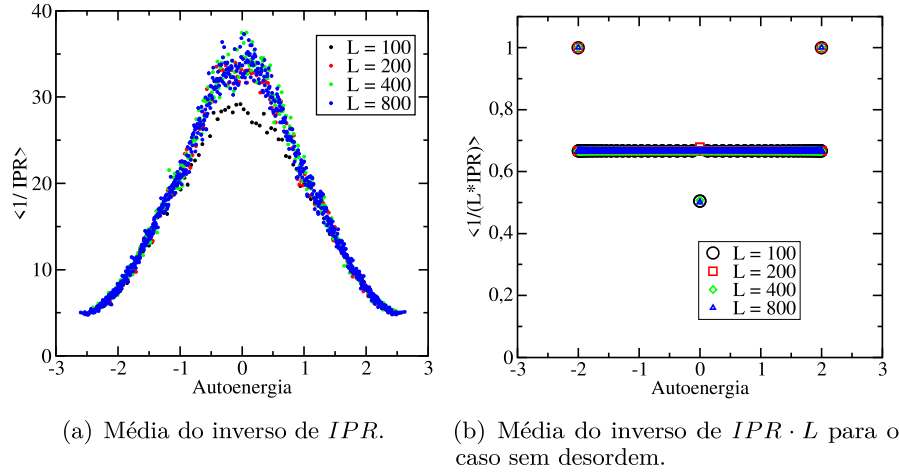 40
30
20
10
0
-3
-2
-1
0
1
2
3
<1/ IPR>
Autoenergia
L = 100
L = 200
L = 400
L = 800
(a) Média do inverso de IPR.
1
0,8
0,6
0,4
0,2
0
-3
-2
-1
0
1
2
3
<1/(L*IPR)>
Autoenergia
L = 100
L = 200
L = 400
L = 800
(b) Média do inverso de IPR · L para o
caso sem desordem.